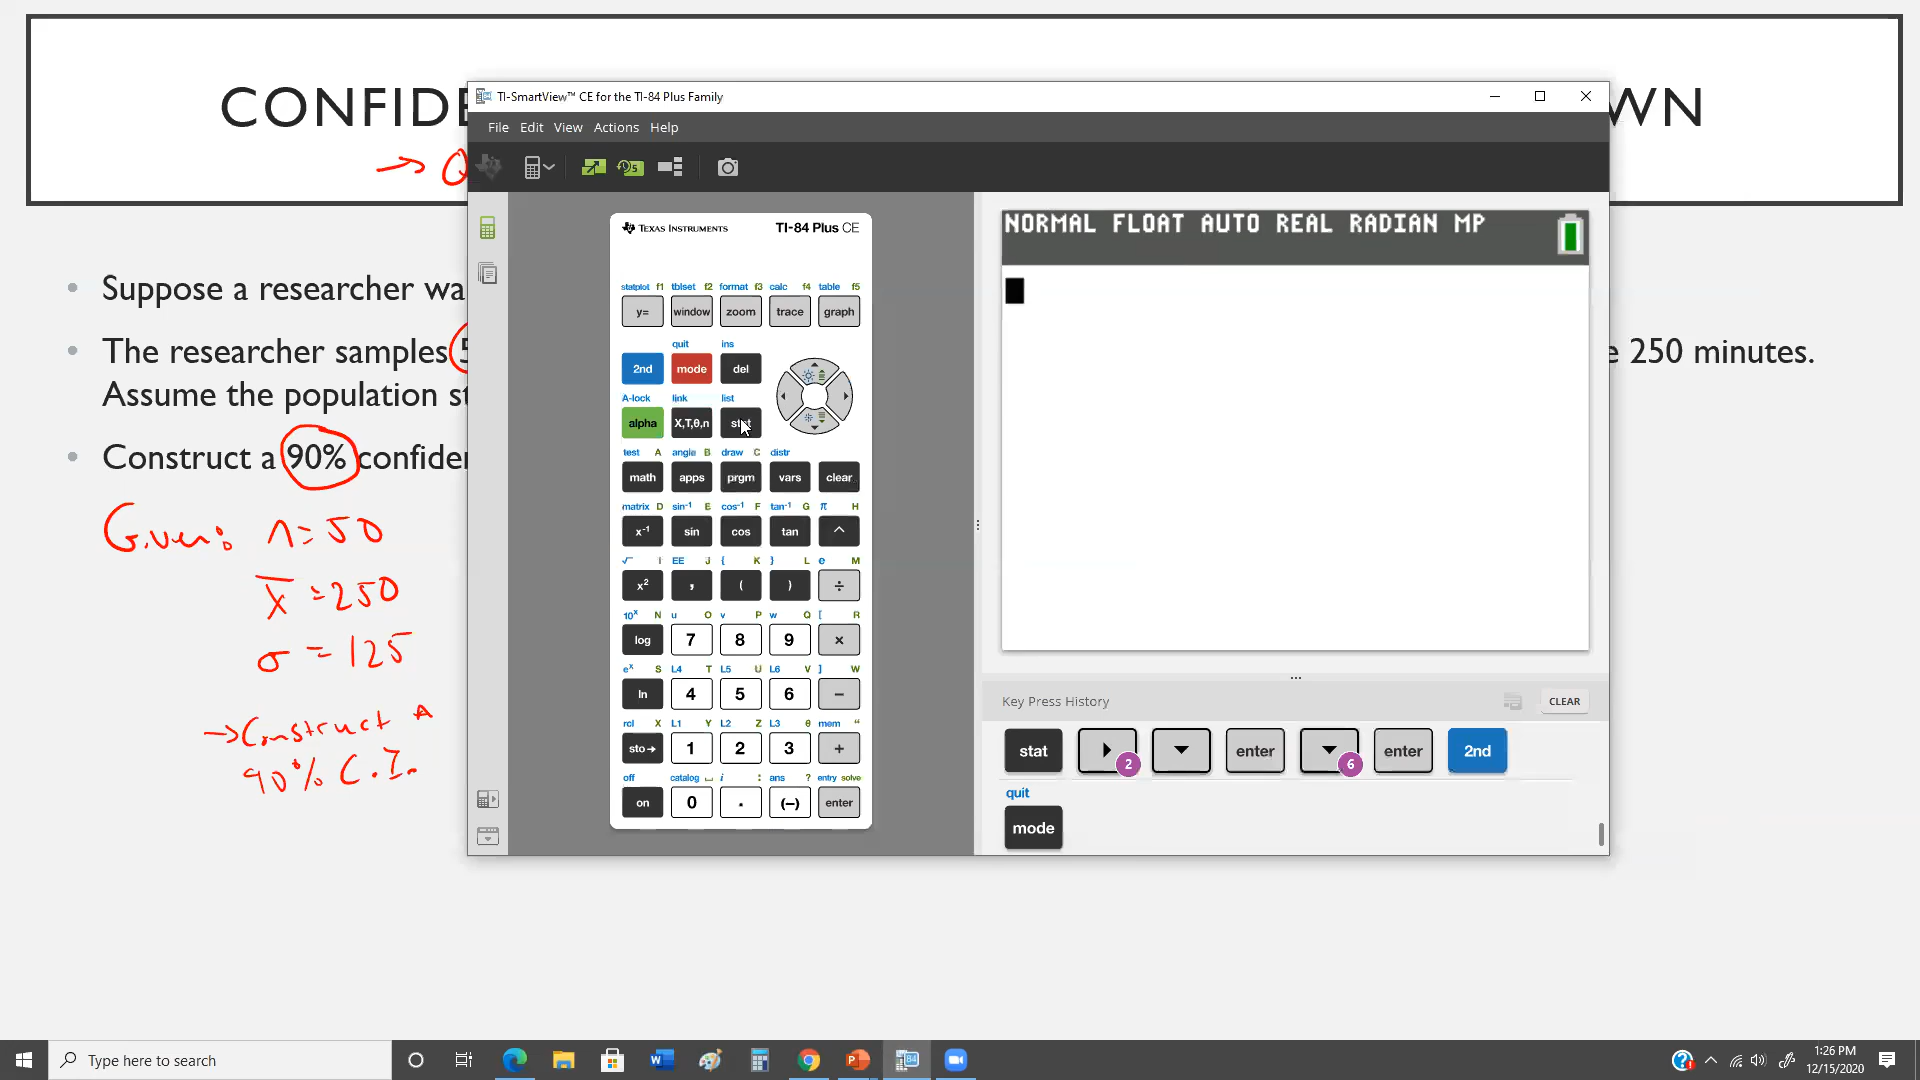 CONFIDE
WN
→ Q
TI-SmartView™ CE for the TI-84 Plus Family
File Edit View Actions Help
• Suppose a researcher wa
• The researcher samples 5
e 250 minutes.
Assume the population st
• Construct a 90% confiden
Given: n=50
x̄=250
σ=125
→Construct A
90% C.I.
TEXAS INSTRUMENTS TI-84 Plus CE
statplot f1 tblset f2 format f3 calc f4 table f5
y= window zoom trace graph
quit ins
2nd mode del
A-lock link list
alpha X,T,θ,n stat
test A angle B draw C distr
math apps prgm vars clear
matrix D sin⁻¹ E cos⁻¹ F tan⁻¹ G π H
x⁻¹ sin cos tan ^
√ I EE J { K } L e M
x² , ( ) ÷
10ˣ N u O v P w Q [ R
log 7 8 9 ×
eˣ S L4 T L5 U L6 V ] W
ln 4 5 6 −
rcl X L1 Y L2 Z L3 θ mem “
sto→ 1 2 3 +
off catalog ⎵ i : ans ? entry solve
on 0 . (−) enter
NORMAL FLOAT AUTO REAL RADIAN MP
Key Press History
CLEAR
stat 2 enter 6 enter 2nd
quit
mode
Type here to search
1:26 PM
12/15/2020